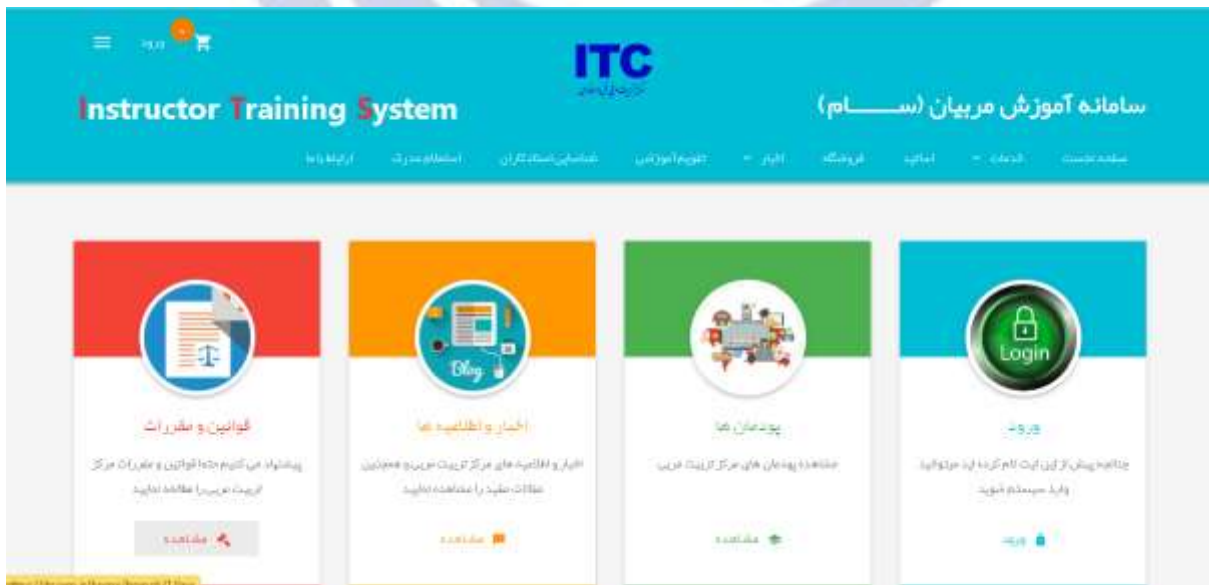 ورود
ITC
Instructor Training System
سامانه آموزش مربیان (ســـــام)
صفحه نخست خدمات اساتید فروشگاه اخبار تقویم آموزشی شناسایی استادکاران استعلام مدرک ارتباط با ما
Login
Blog
ورود
پودمان ها
اخبار و اطلاعیه ها
قوانین و مقررات
چنانچه پیش از این ثبت نام کرده اید میتوانید
وارد سیستم شوید
مشاهده پودمان های مرکز تربیت مربی
اخبار و اطلاعیه های مرکز تربیت مربی و همچنین
مقالات مفید را مشاهده نمایید
پیشنهاد می کنیم حتما قوانین و مقررات مرکز
تربیت مربی را مطالعه نمایید
ورود
مشاهده
مشاهده
مشاهده